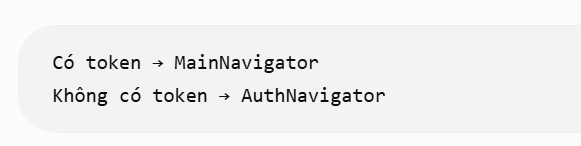 Có token → MainNavigator
Không có token → AuthNavigator